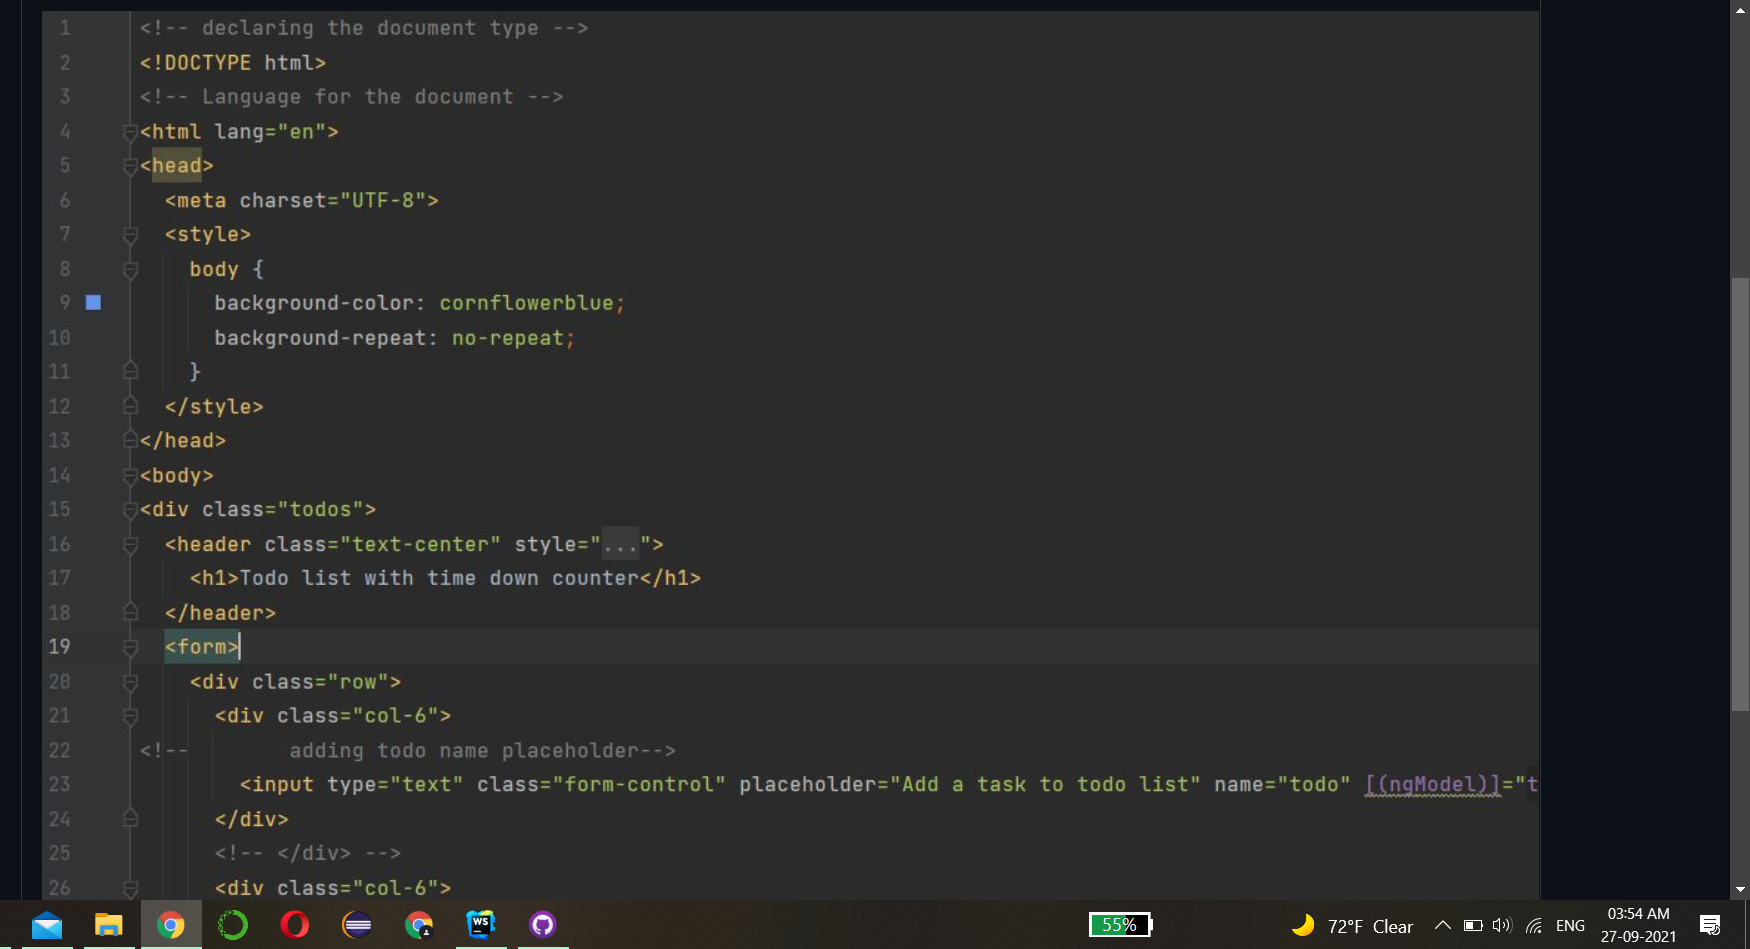 1 <!-- declaring the document type -->
2 <!DOCTYPE html>
3 <!-- Language for the document -->
4 <html lang="en">
5 <head>
6 <meta charset="UTF-8">
7 <style>
8 body {
9 background-color: cornflowerblue;
10 background-repeat: no-repeat;
11 }
12 </style>
13 </head>
14 <body>
15 <div class="todos">
16 <header class="text-center" style="...">
17 <h1>Todo list with time down counter</h1>
18 </header>
19 <form>
20 <div class="row">
21 <div class="col-6">
22 <!-- adding todo name placeholder-->
23 <input type="text" class="form-control" placeholder="Add a task to todo list" name="todo" [(ngModel)]="t
24 </div>
25 <!-- </div> -->
26 <div class="col-6">
WS
55%
72°F Clear
ENG
03:54 AM
27-09-2021